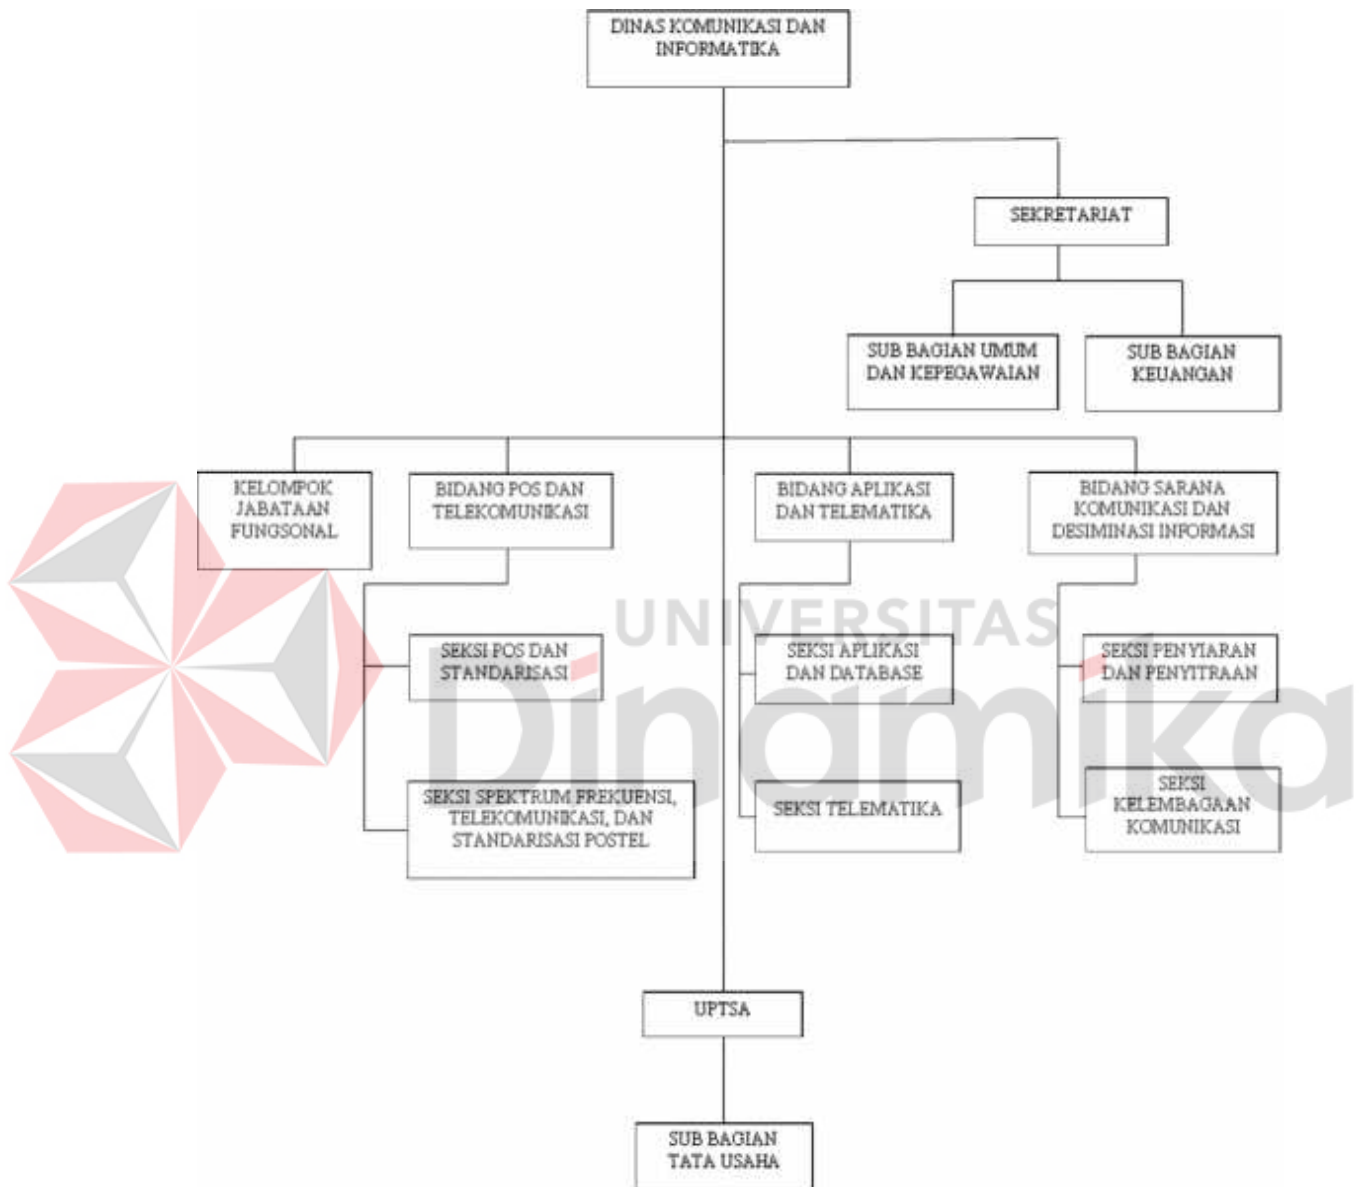 DINAS KOMUNIKASI DAN
INFORMATIKA
SEKRETARIAT
SUB BAGIAN UMUM
DAN KEPEGAWAIAN
SUB BAGIAN
KEUANGAN
KELOMPOK
JABATAAN
FUNGSONAL
BIDANG POS DAN
TELEKOMUNIKASI
BIDANG APLIKASI
DAN TELEMATIKA
BIDANG SARANA
KOMUNIKASI DAN
DESIMINASI INFORMASI
UNIVERSITAS
Dinamika
SEKSI POS DAN
STANDARISASI
SEKSI APLIKASI
DAN DATABASE
SEKSI PENYIARAN
DAN PENYITRAAN
SEKSI SPEKTRUM FREKUENSI,
TELEKOMUNIKASI, DAN
STANDARISASI POSTEL
SEKSI TELEMATIKA
SEKSI
KELEMBAGAAN
KOMUNIKASI
UPTSA
SUB BAGIAN
TATA USAHA